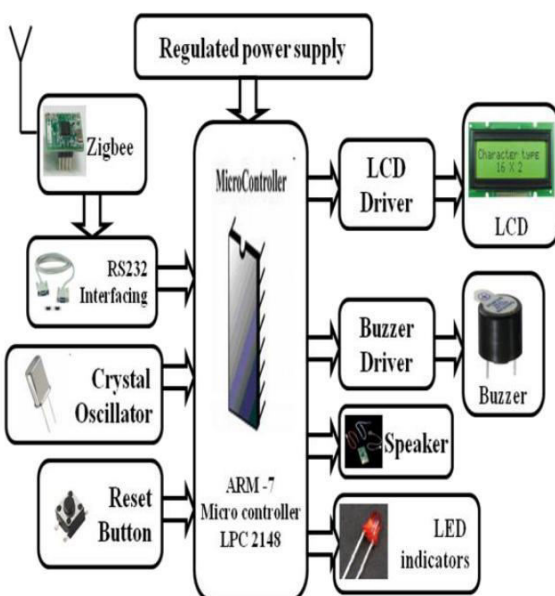 Regulated power supply
Zigbee
MicroController
LCD
Driver
Character type
16 X 2
LCD
RS232
Interfacing
Buzzer
Driver
Buzzer
Crystal
Oscillator
Speaker
Reset
Button
ARM -7
Micro controller
LPC 2148
LED
indicators